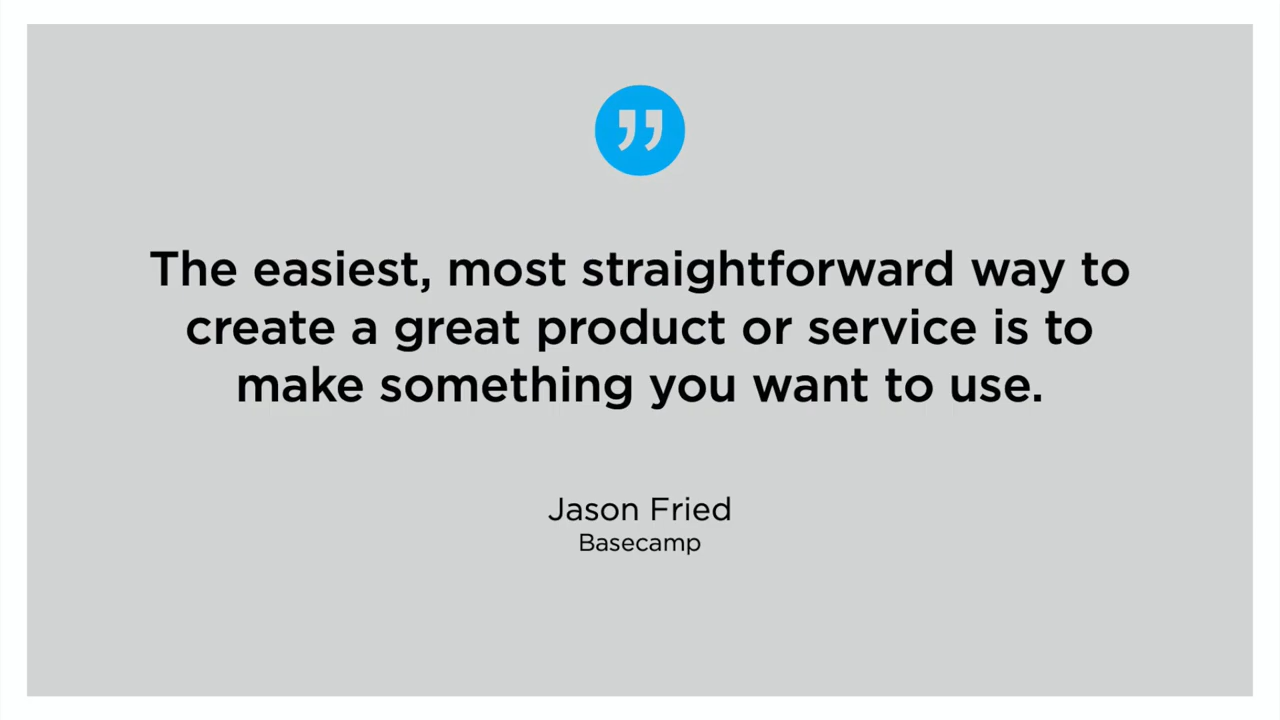 ”
The easiest, most straightforward way to
create a great product or service is to
make something you want to use.
Jason Fried
Basecamp